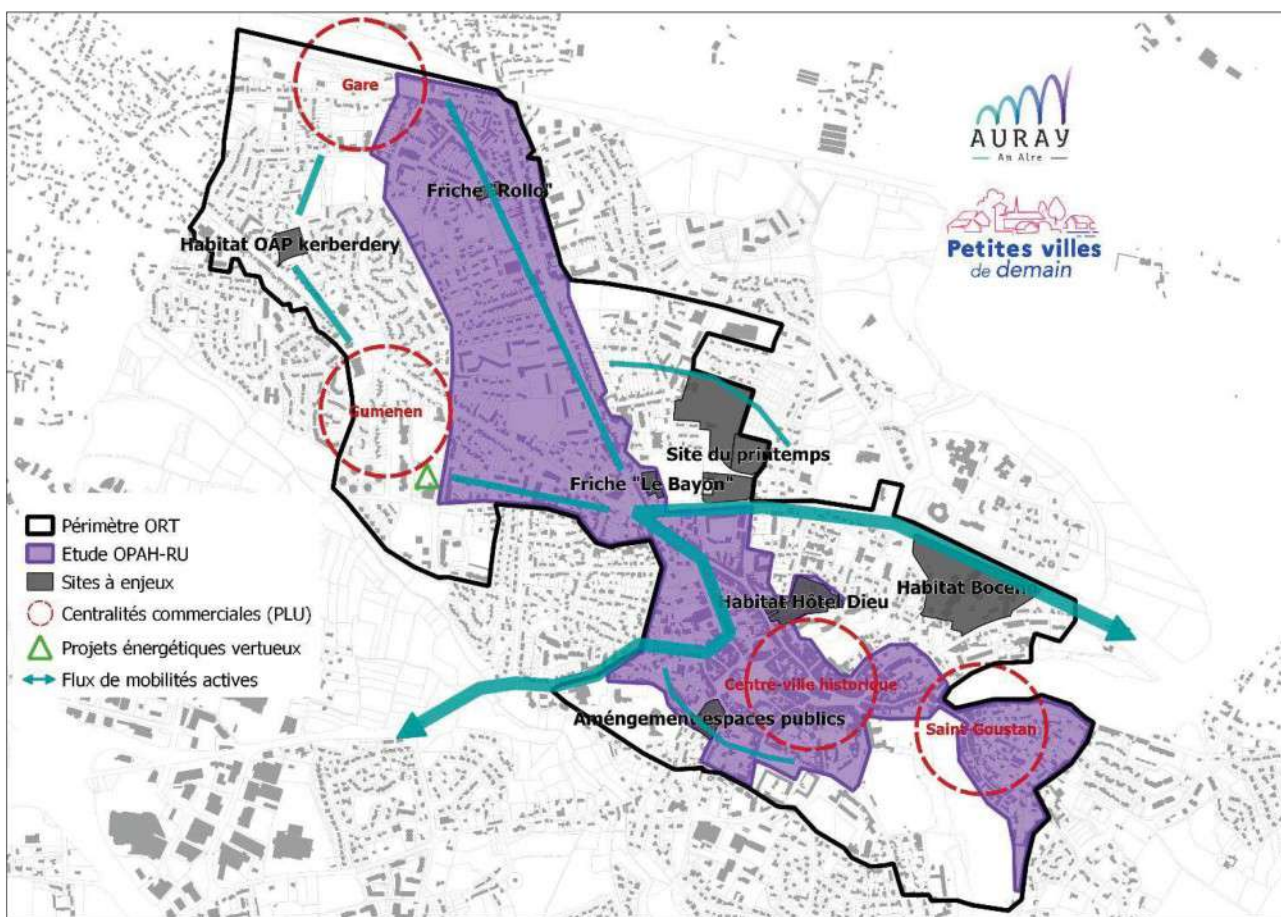 Gare
AURAY
An Alre
Friche "Rollo"
Petites villes
de demain
Habitat OAP kerberdery
Gumenen
Site du printemps
Friche "Le Bayon"
Périmètre ORT
Etude OPAH-RU
Sites à enjeux
Centralités commerciales (PLU)
Projets énergétiques vertueux
Flux de mobilités actives
Habitat Hôtel Dieu
Habitat Bocen
Centre-ville historique
Améngement espaces publics
Saint-Goustan